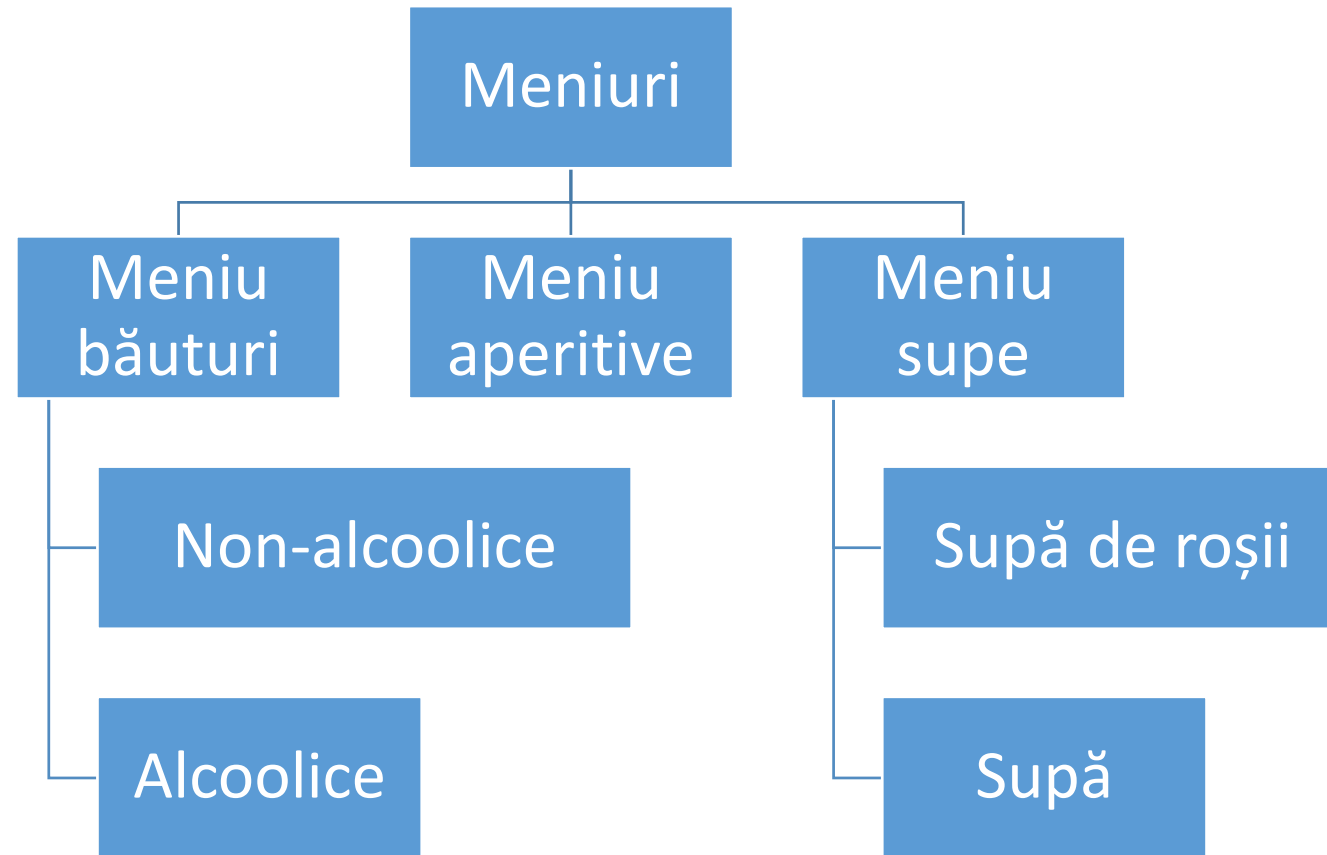 Meniuri
Meniu
băuturi
Meniu
aperitive
Meniu
supe
Non-alcoolice
Alcoolice
Supă de roșii
Supă